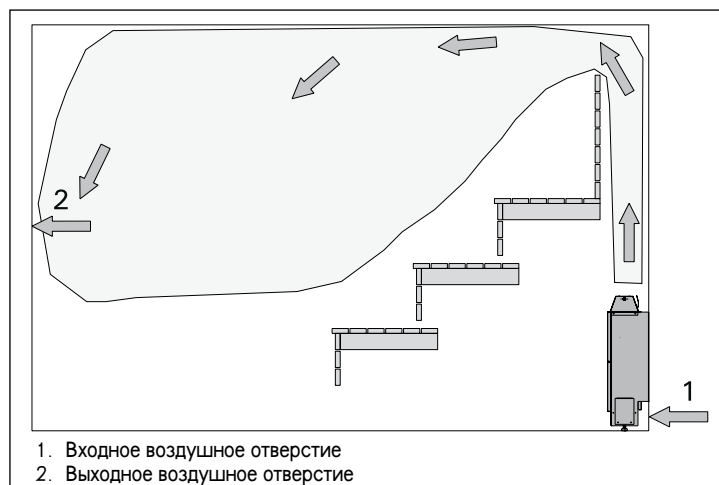 2
1
1. Входное воздушное отверстие
2. Выходное воздушное отверстие